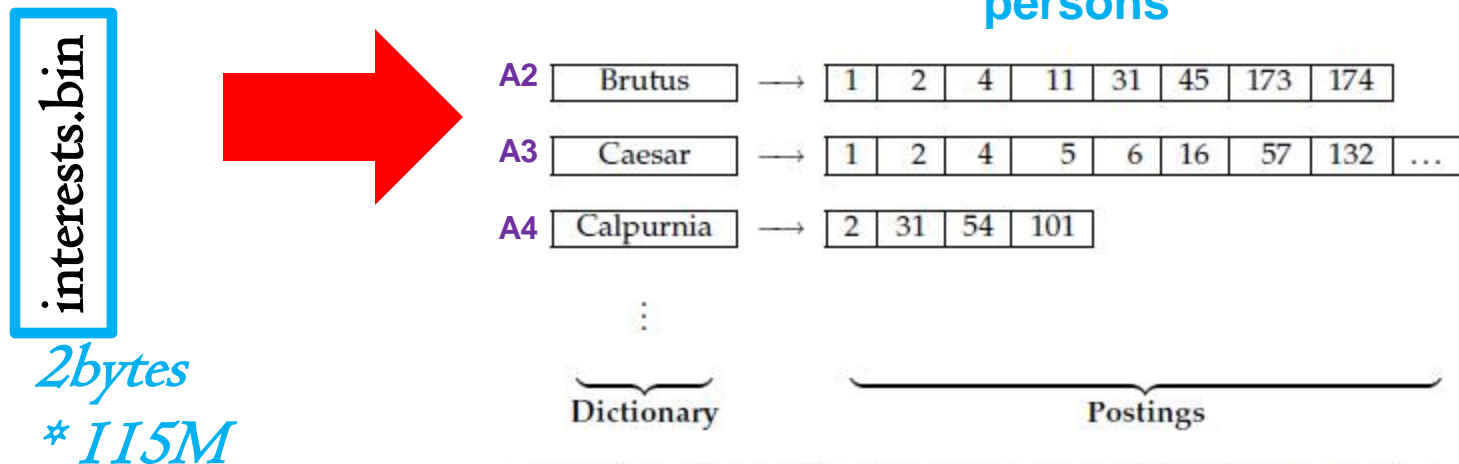 persons
interests.bin
2bytes
* 115M
A2 Brutus → 1 2 4 11 31 45 173 174
A3 Caesar → 1 2 4 5 6 16 57 132 ...
A4 Calpurnia → 2 31 54 101
⋮
Dictionary Postings